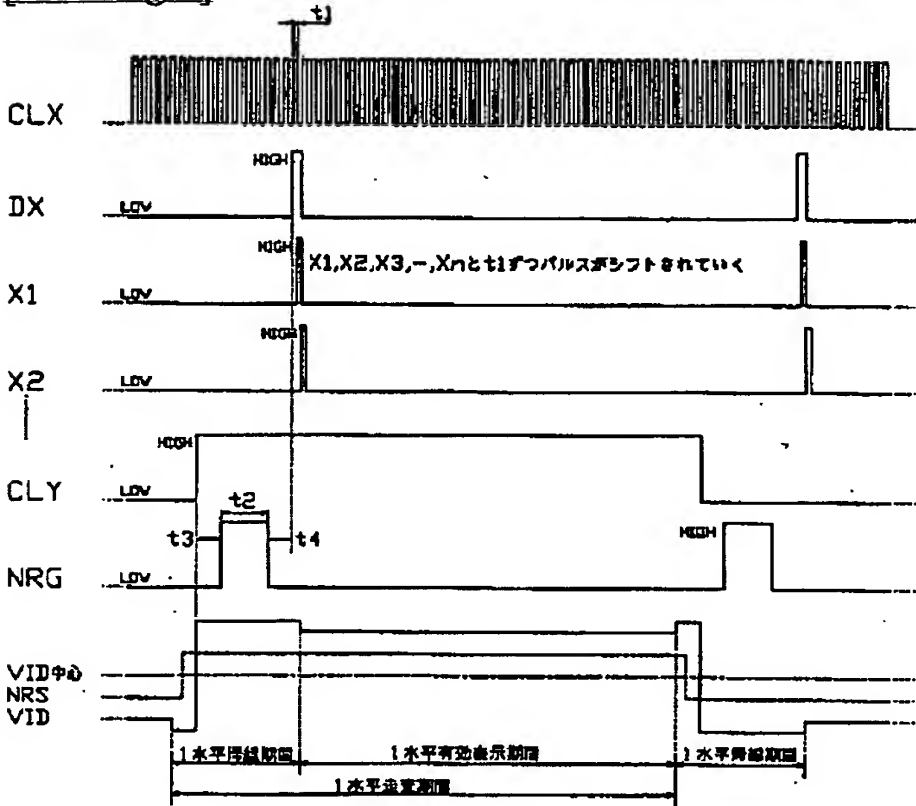 t1
CLX
HIGH
DX
LOW
HIGH
X1,X2,X3,-,Xnとt1ずつパルスがシフトされていく
X1
LOW
HIGH
X2
LOW
HIGH
CLY
LOW
t2
t3
t4
HIGH
NRG
LOW
VID中心
NRS
VID
1水平帰線期間
1水平有効表示期間
1水平帰線期間
1水平走査期間